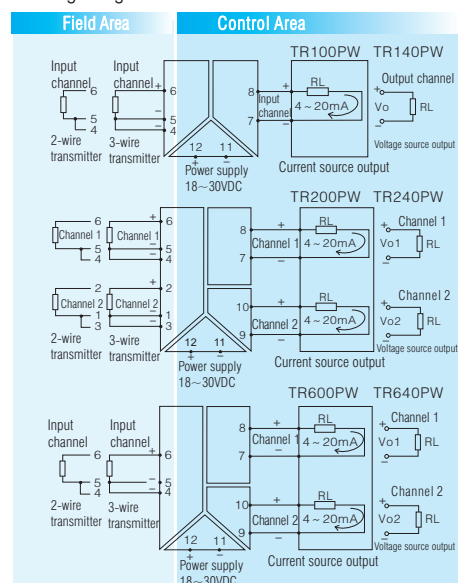 Field Area
Control Area
TR100PW TR140PW
Input channel
Input channel
6
5
4
+
−
−
6
5
4
2-wire transmitter
3-wire transmitter
12 11
+ −
Power supply
18~30VDC
8
7
+
Input channel
−
RL
4~20mA
Current source output
Output channel
+
Vo
−
RL
Voltage source output
TR200PW TR240PW
6
Channel 1
5
4
Channel 1
+
−
−
6
5
4
2
Channel 2
1
3
Channel 2
+
−
−
2
1
3
2-wire transmitter
3-wire transmitter
12 11
+ −
Power supply
18~30VDC
8
7
+
Channel 1
−
RL
4~20mA
10
9
+
Channel 2
−
RL
4~20mA
Current source output
Channel 1
+
Vo1
−
RL
Channel 2
+
Vo2
−
RL
Voltage source output
TR600PW TR640PW
Input channel
Input channel
6
5
4
+
−
−
6
5
4
2-wire transmitter
3-wire transmitter
12 11
+ −
Power supply
18~30VDC
8
7
+
Channel 1
−
RL
4~20mA
10
9
+
Channel 2
−
RL
4~20mA
Current source output
Channel 1
+
Vo1
−
RL
Channel 2
+
Vo2
−
RL
Voltage source output